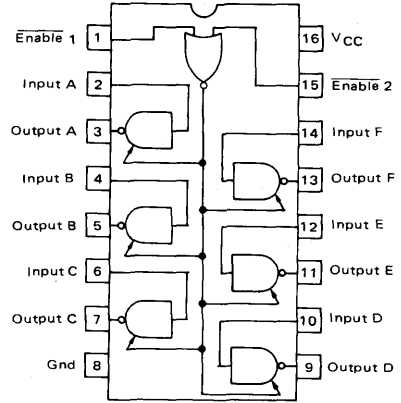 Enable 1 1
Input A 2
Output A 3
Input B 4
Output B 5
Input C 6
Output C 7
Gnd 8
16 VCC
15 Enable 2
14 Input F
13 Output F
12 Input E
11 Output E
10 Input D
9 Output D